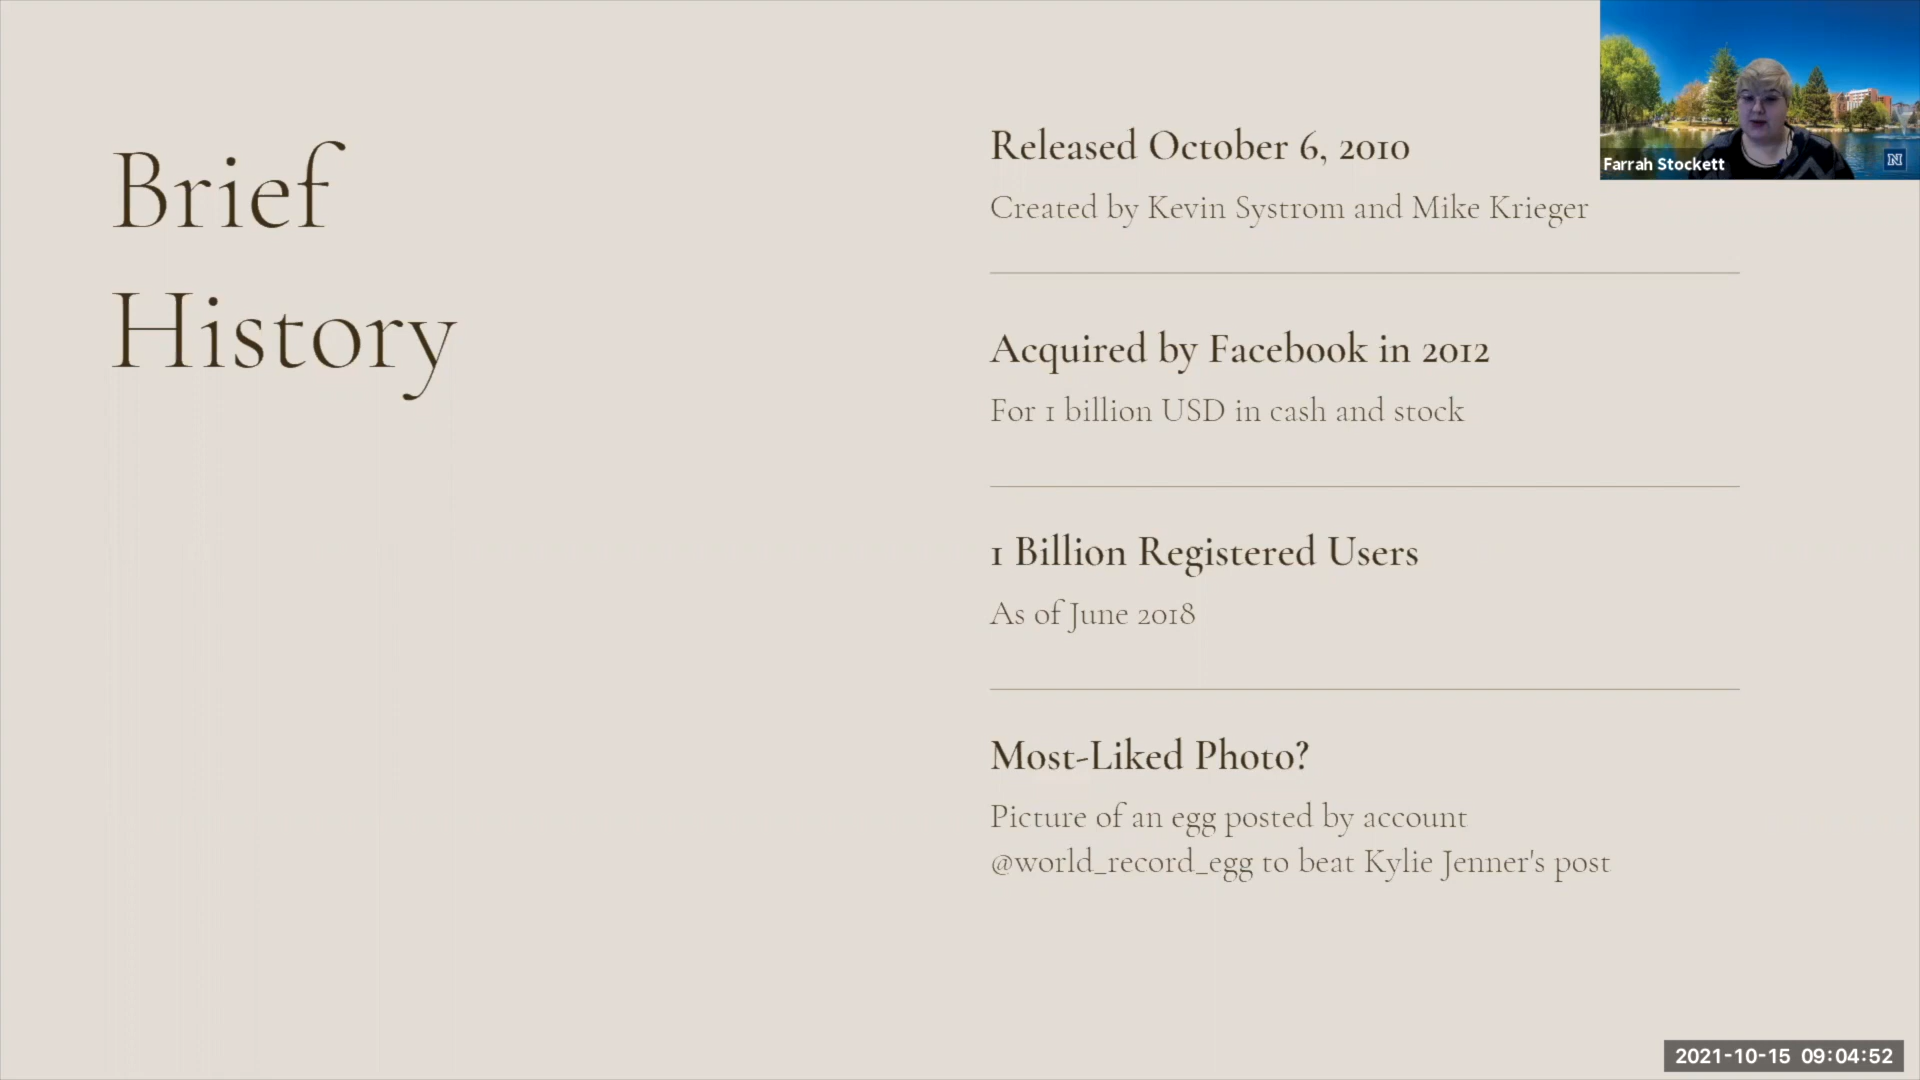 Brief
History
Released October 6, 2010
Created by Kevin Systrom and Mike Krieger
Acquired by Facebook in 2012
For 1 billion USD in cash and stock
1 Billion Registered Users
As of June 2018
Most-Liked Photo?
Picture of an egg posted by account
@world_record_egg to beat Kylie Jenner's post
Farrah Stockett
N
2021-10-15 09:04:52